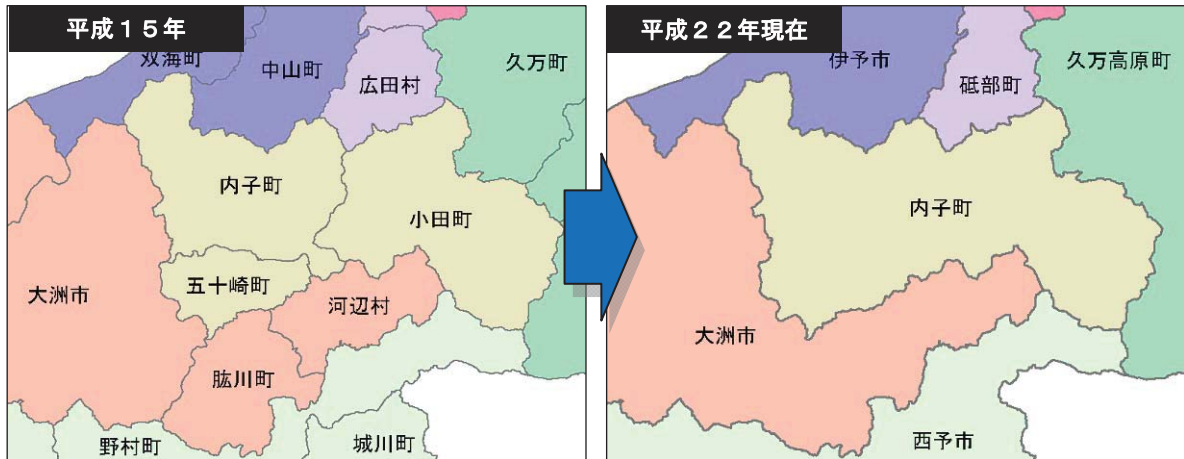 平成１５年
双海町
中山町
広田村
久万町
内子町
小田町
五十崎町
大洲市
河辺村
肱川町
野村町
城川町
平成２２年現在
伊予市
砥部町
久万高原町
内子町
大洲市
西予市